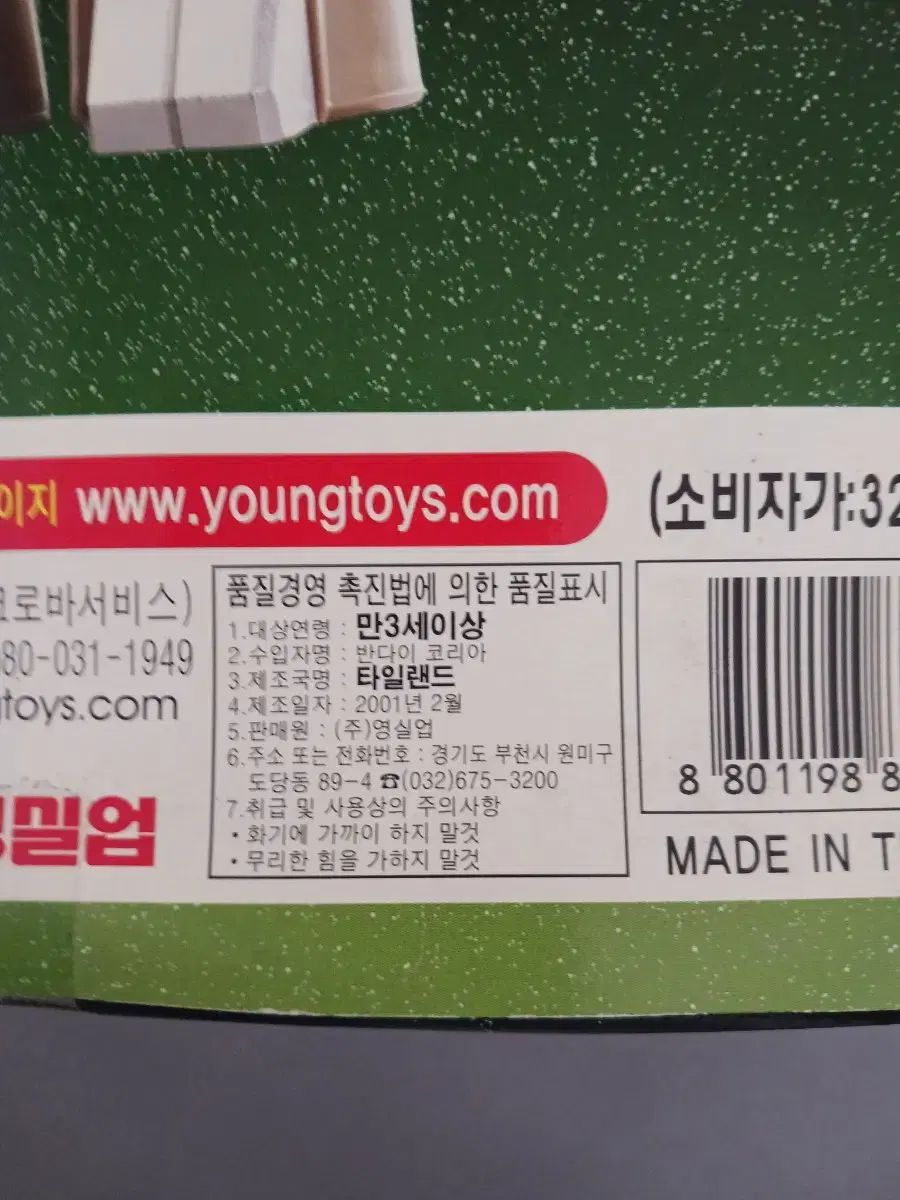 이지 www.youngtoys.com
(소비자가:32
로바서비스)
80-031-1949
toys.com
실업
품질경영 촉진법에 의한 품질표시
1.대상연령 : 만3세이상
2.수입자명 : 반다이 코리아
3.제조국명 : 타일랜드
4.제조일자 : 2001년 2월
5.판매원 : (주)영실업
6.주소 또는 전화번호 : 경기도 부천시 원미구
도당동 89-4 ☎(032)675-3200
7.취급 및 사용상의 주의사항
• 화기에 가까이 하지 말것
• 무리한 힘을 가하지 말것
8 801198 8
MADE IN T